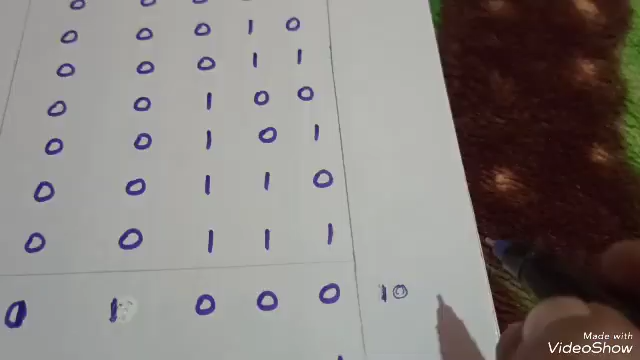 0 0 0 1 0
0 0 0 1 1
0 0 1 0 0
0 0 1 0 1
0 0 1 1 0
0 0 1 1 1
0 1 0 0 0 10
Made with
VideoShow